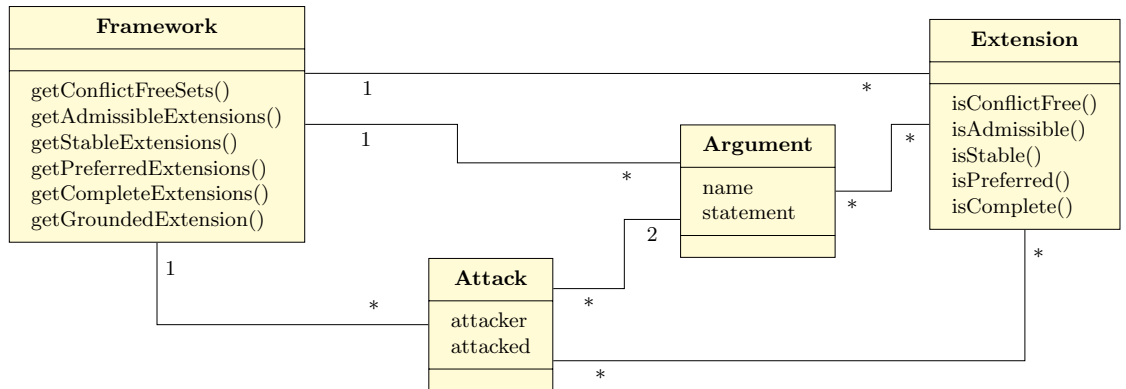 Framework
getConflictFreeSets()
getAdmissibleExtensions()
getStableExtensions()
getPreferredExtensions()
getCompleteExtensions()
getGroundedExtension()
Extension
isConflictFree()
isAdmissible()
isStable()
isPreferred()
isComplete()
1
*
1
*
Argument
name
statement
*
*
2
*
1
*
Attack
attacker
attacked
*
*